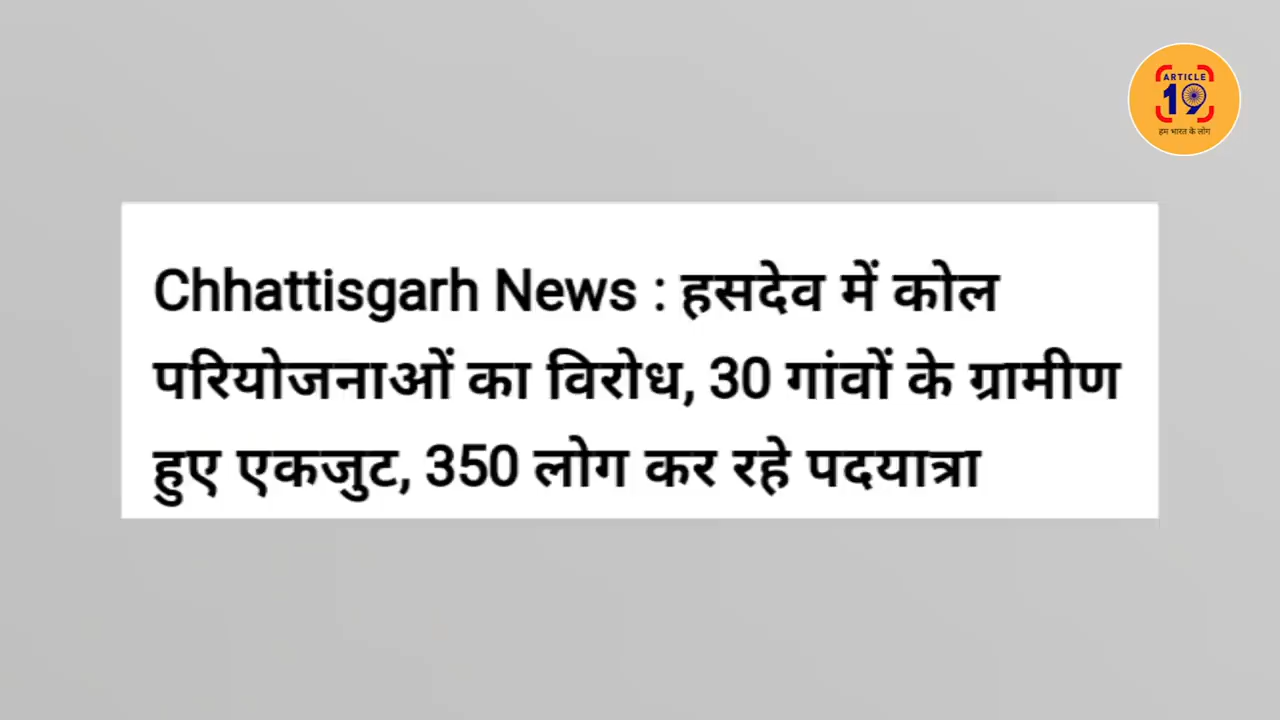 ARTICLE
19
हम भारत के लोग
Chhattisgarh News : हसदेव में कोल
परियोजनाओं का विरोध, 30 गांवों के ग्रामीण
हुए एकजुट, 350 लोग कर रहे पदयात्रा